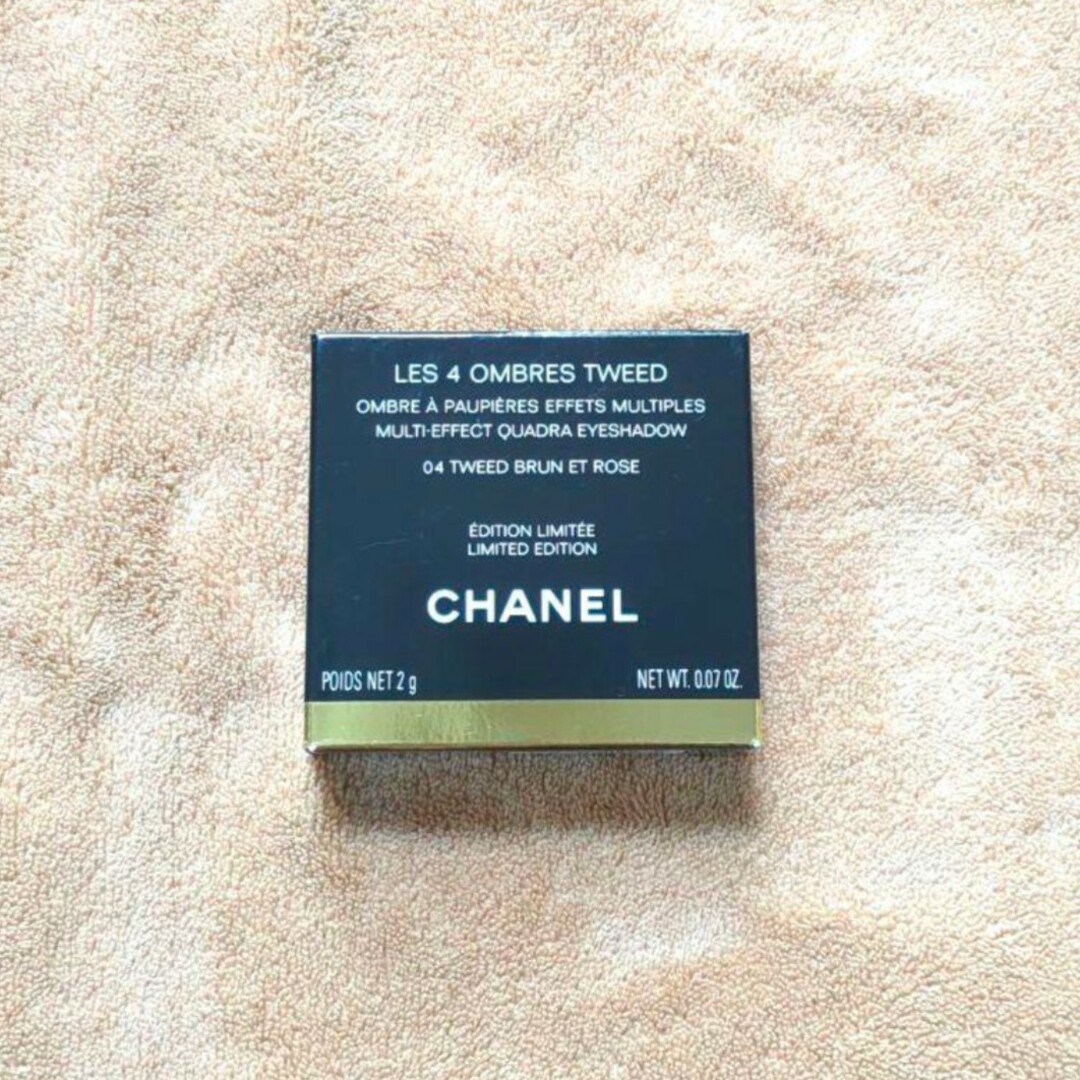 LES 4 OMBRES TWEED
OMBRE À PAUPIÈRES EFFETS MULTIPLES
MULTI-EFFECT QUADRA EYESHADOW
04 TWEED BRUN ET ROSE
ÉDITION LIMITÉE
LIMITED EDITION
CHANEL
POIDS NET 2 g NET WT. 0.07 OZ.